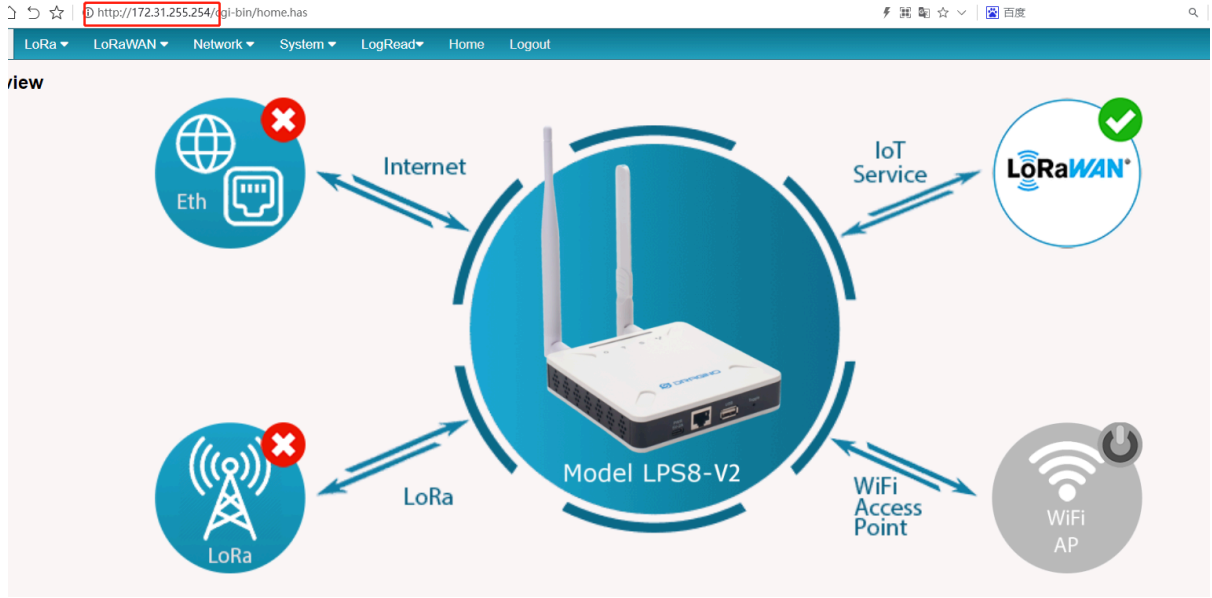 http://172.31.255.254/cgi-bin/home.has
百度
LoRa LoRaWAN Network System LogRead Home Logout
view
Eth
Internet
IoT
Service
LoRaWAN
DRAGINO
Model LPS8-V2
LoRa
LoRa
WiFi
Access
Point
WiFi
AP